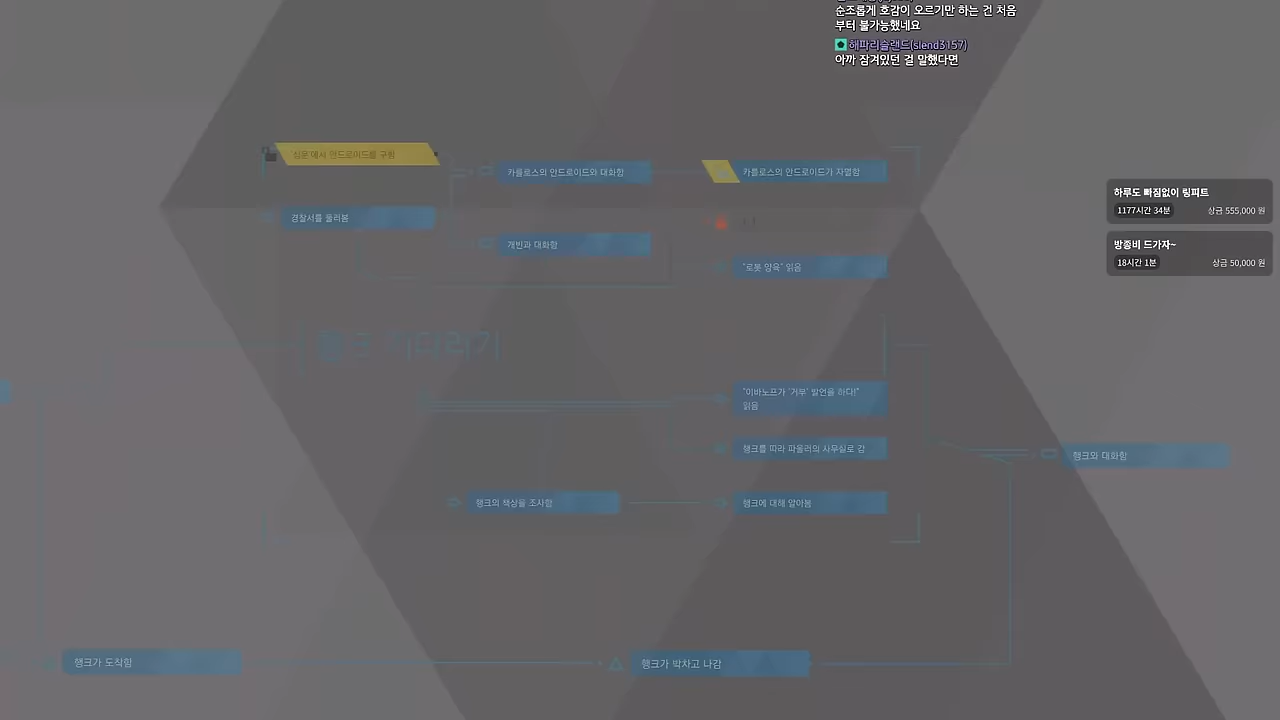 순조롭게 호감이 오르기만 하는 건 처음
부터 불가능했네요
해파리슬랜드(slend3157)
아까 잠겨있던 걸 말했다면
하루도 빠짐없이 링피트
1177시간 34분 상금 555,000 원
방종비 드가자~
18시간 1분 상금 50,000 원
심문에서 안드로이드를 구함
카를로스의 안드로이드와 대화함
카를로스의 안드로이드가 자멸함
경찰서를 둘러봄
개빈과 대화함
"로봇 양육" 읽음
행크 기다리기
"이바노프가 '거부' 발언을 하다!"
읽음
행크를 따라 파울러의 사무실로 감
행크와 대화함
행크의 책상을 조사함
행크에 대해 알아봄
행크가 도착함
행크가 박차고 나감